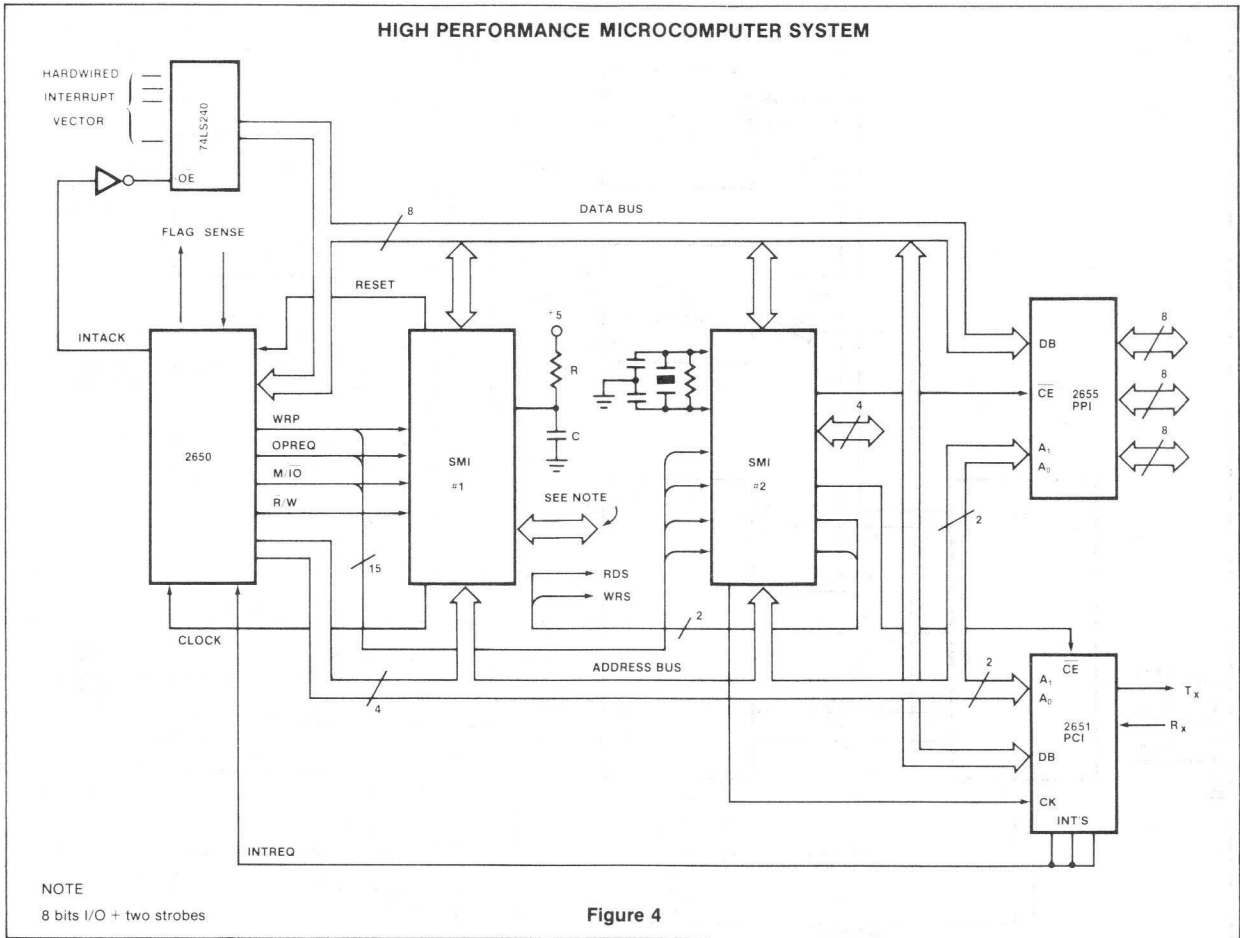 HIGH PERFORMANCE MICROCOMPUTER SYSTEM
HARDWIRED
INTERRUPT
VECTOR
74LS240
OE
8
DATA BUS
FLAG SENSE
RESET
INTACK
+5
R
C
WRP
OPREQ
M/I̅O̅
R̅/W
2650
SMI
#1
SEE NOTE
SMI
#2
4
DB
C̅E̅
2655
PPI
A₁
A₀
8
8
8
15
RDS
WRS
2
2
CLOCK
ADDRESS BUS
4
2
C̅E̅
A₁
A₀
2651
PCI
DB
CK
INT'S
Tx
Rx
INTREQ
NOTE
8 bits I/O + two strobes
Figure 4